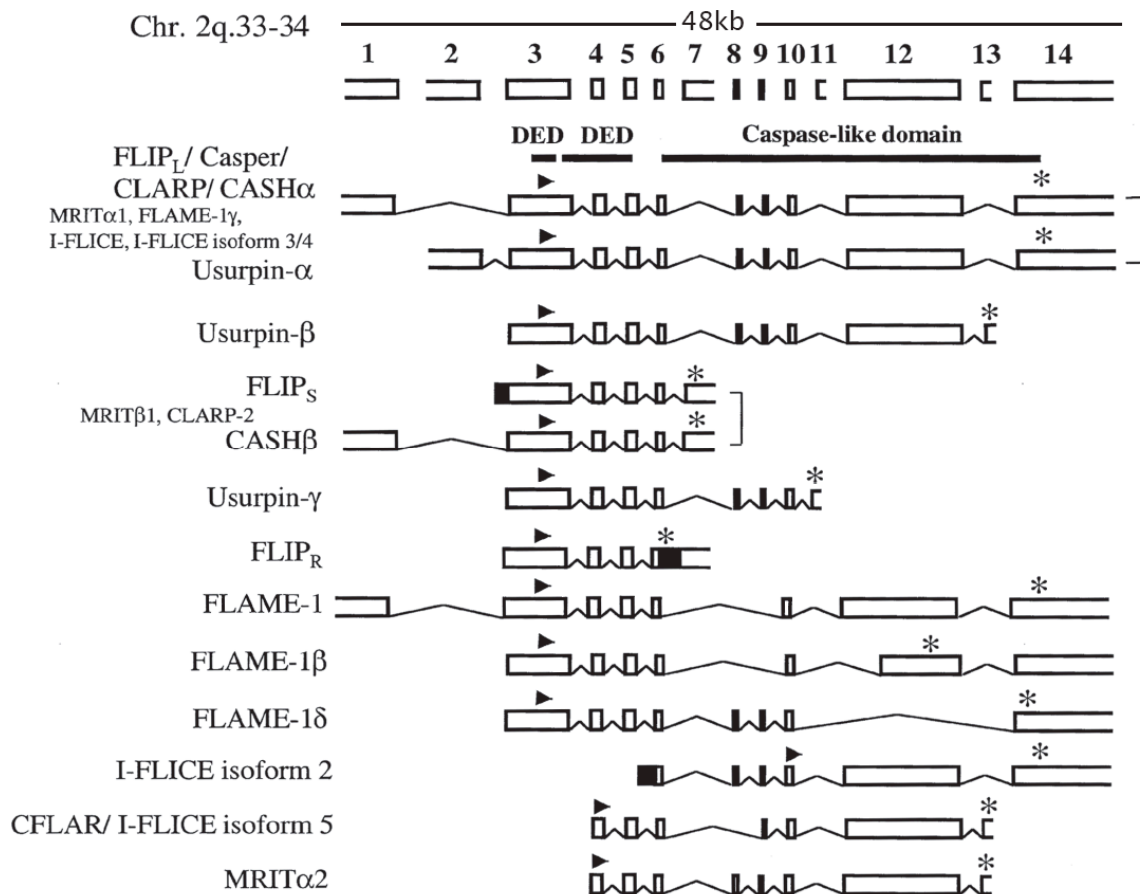 Chr. 2q.33-34
48kb
1 2 3 4 5 6 7 8 9 10 11 12 13 14
DED DED Caspase-like domain
FLIPL/ Casper/
CLARP/ CASHα *
MRITα1, FLAME-1γ,
I-FLICE, I-FLICE isoform 3/4
Usurpin-α *
Usurpin-β *
FLIPS *
MRITβ1, CLARP-2
CASHβ *
Usurpin-γ *
FLIPR *
FLAME-1 *
FLAME-1β *
FLAME-1δ *
I-FLICE isoform 2 *
CFLAR/ I-FLICE isoform 5 *
MRITα2 *